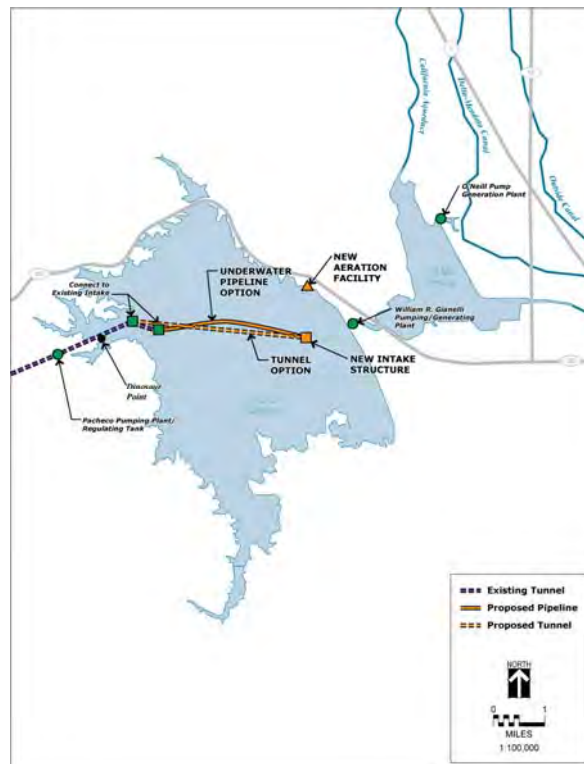 California Aqueduct
Delta-Mendota Canal
Outside Canal
O'Neill Pump
Generation Plant
NEW
AERATION
FACILITY
UNDERWATER
PIPELINE
OPTION
Connect to
Existing Intake
William R. Gianelli
Pumping/Generating
Plant
TUNNEL
OPTION
NEW INTAKE
STRUCTURE
Dinosaur
Point
Pacheco Pumping Plant/
Regulating Tank
Existing Tunnel
Proposed Pipeline
Proposed Tunnel
NORTH
0 1
MILES
1:100,000